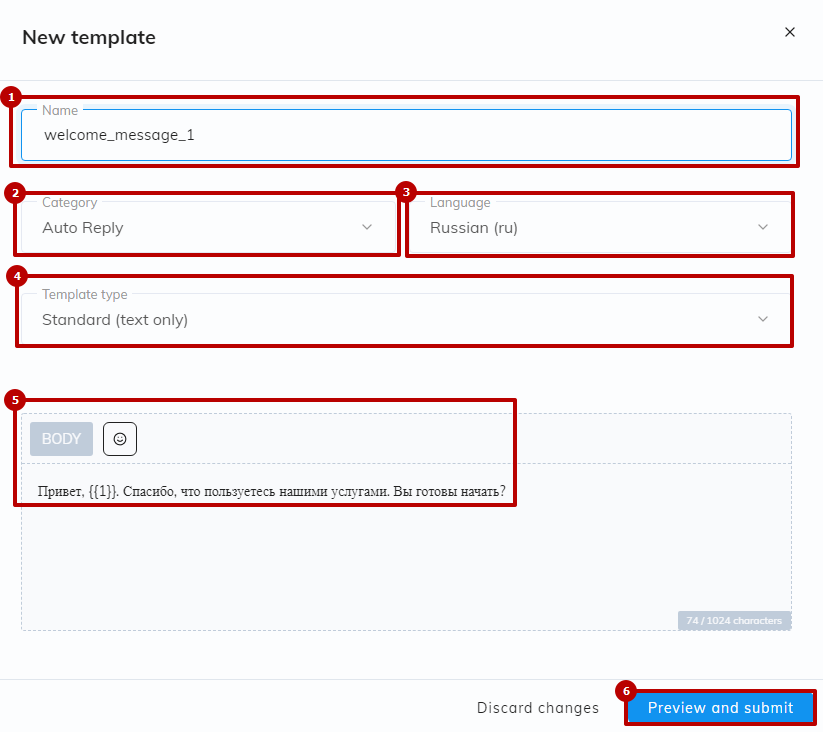 New template
1
Name
welcome_message_1
2
3
Category
Language
Auto Reply
Russian (ru)
4
Template type
Standard (text only)
5
BODY
Привет, {{1}}. Спасибо, что пользуетесь нашими услугами. Вы готовы начать?
74 / 1024 characters
6
Discard changes
Preview and submit